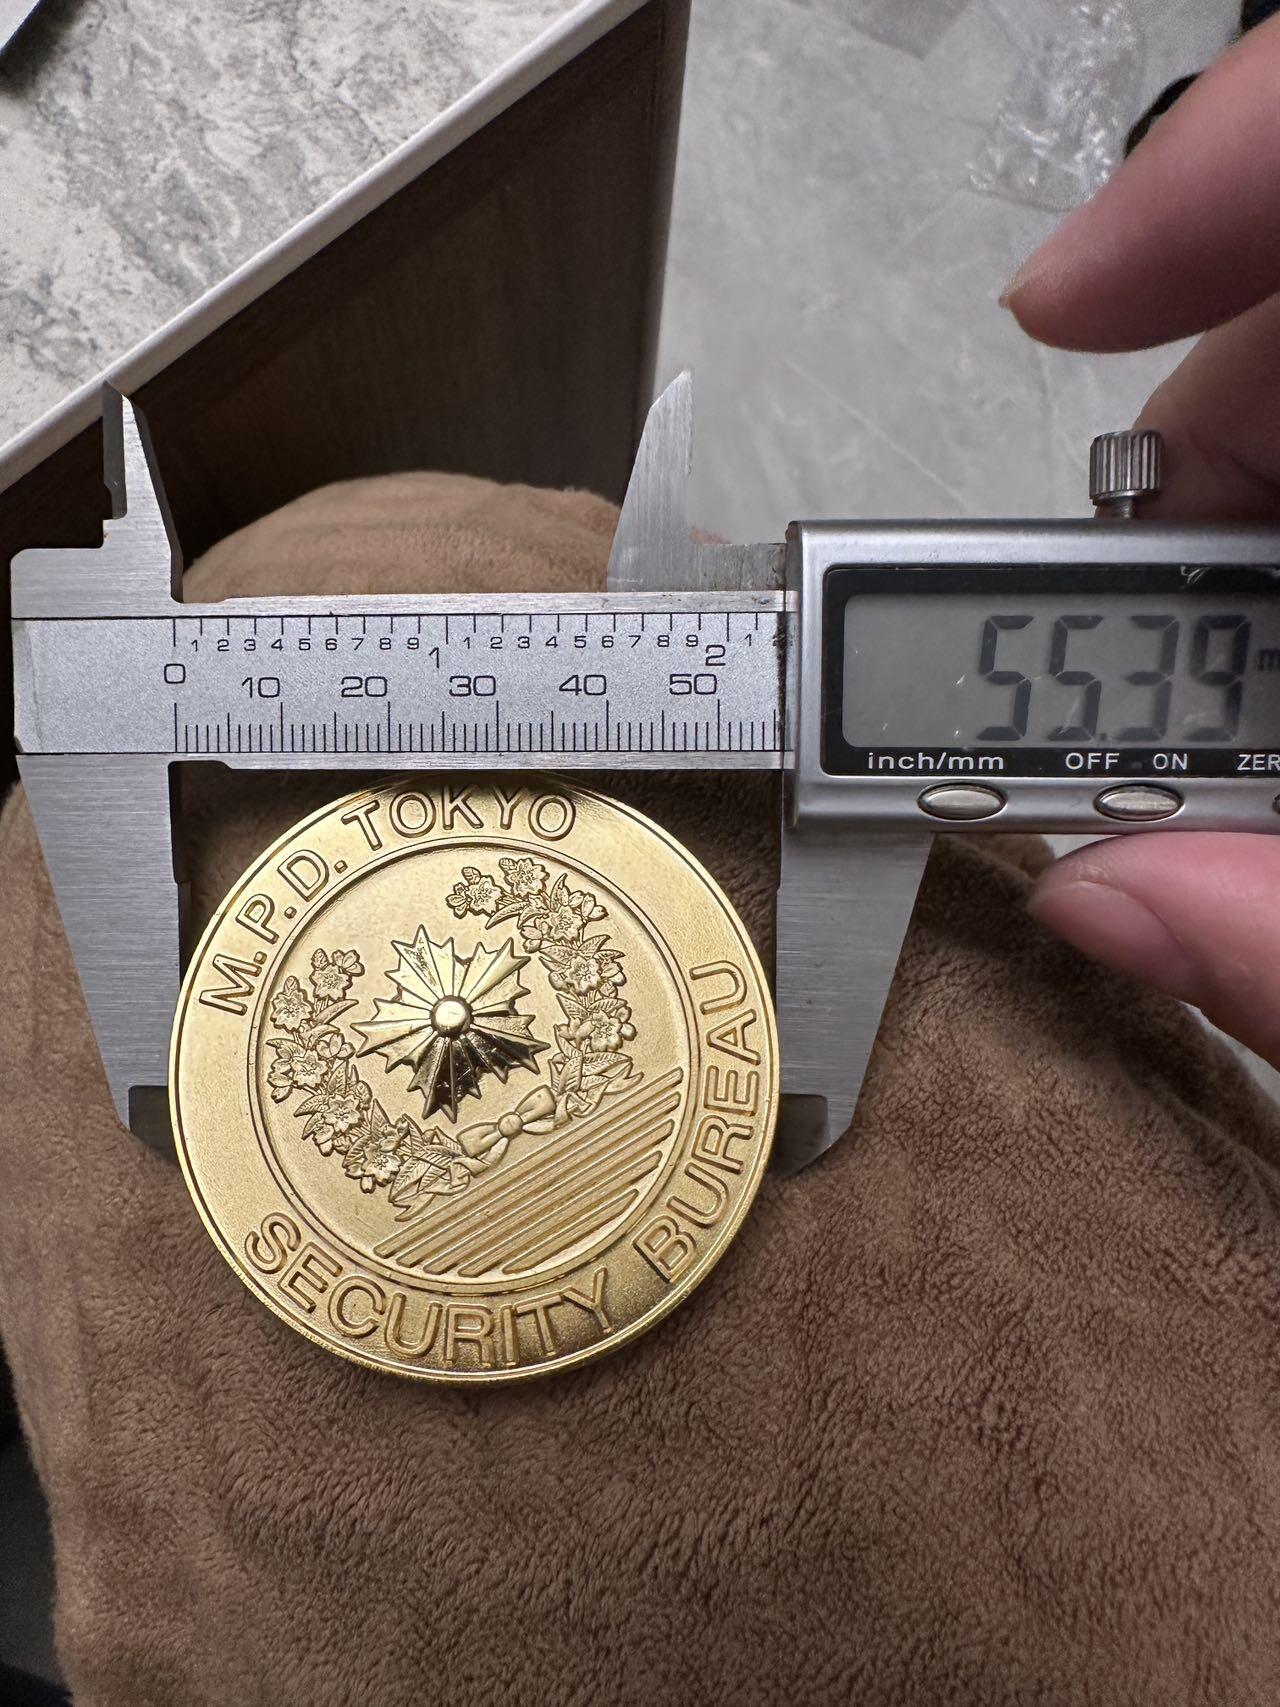 1 2 3 4 5 6 7 8 9 1 1 2 3 4 5 6 7 8 9 2 1
0 10 20 30 40 50
55.39
inch/mm OFF ON
M.P.D. TOKYO
SECURITY BUREAU